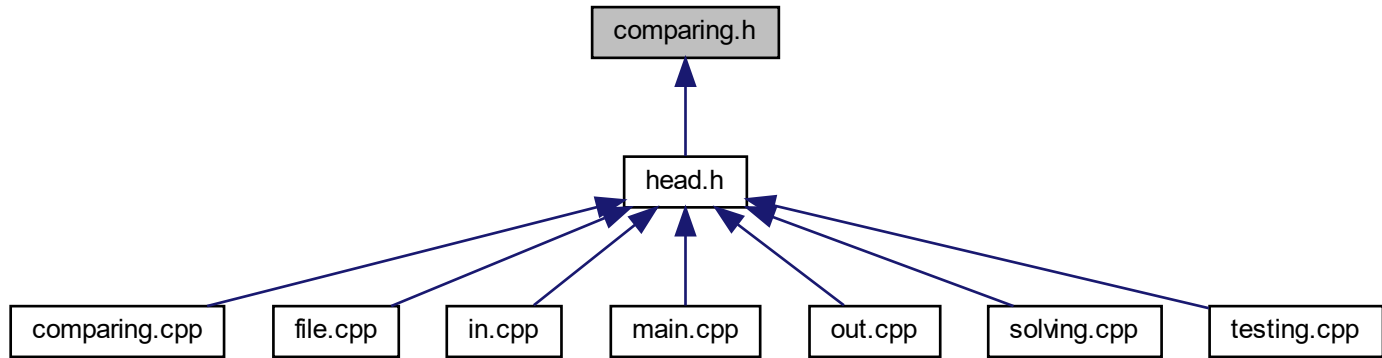 comparing.h
head.h
comparing.cpp
file.cpp
in.cpp
main.cpp
out.cpp
solving.cpp
testing.cpp